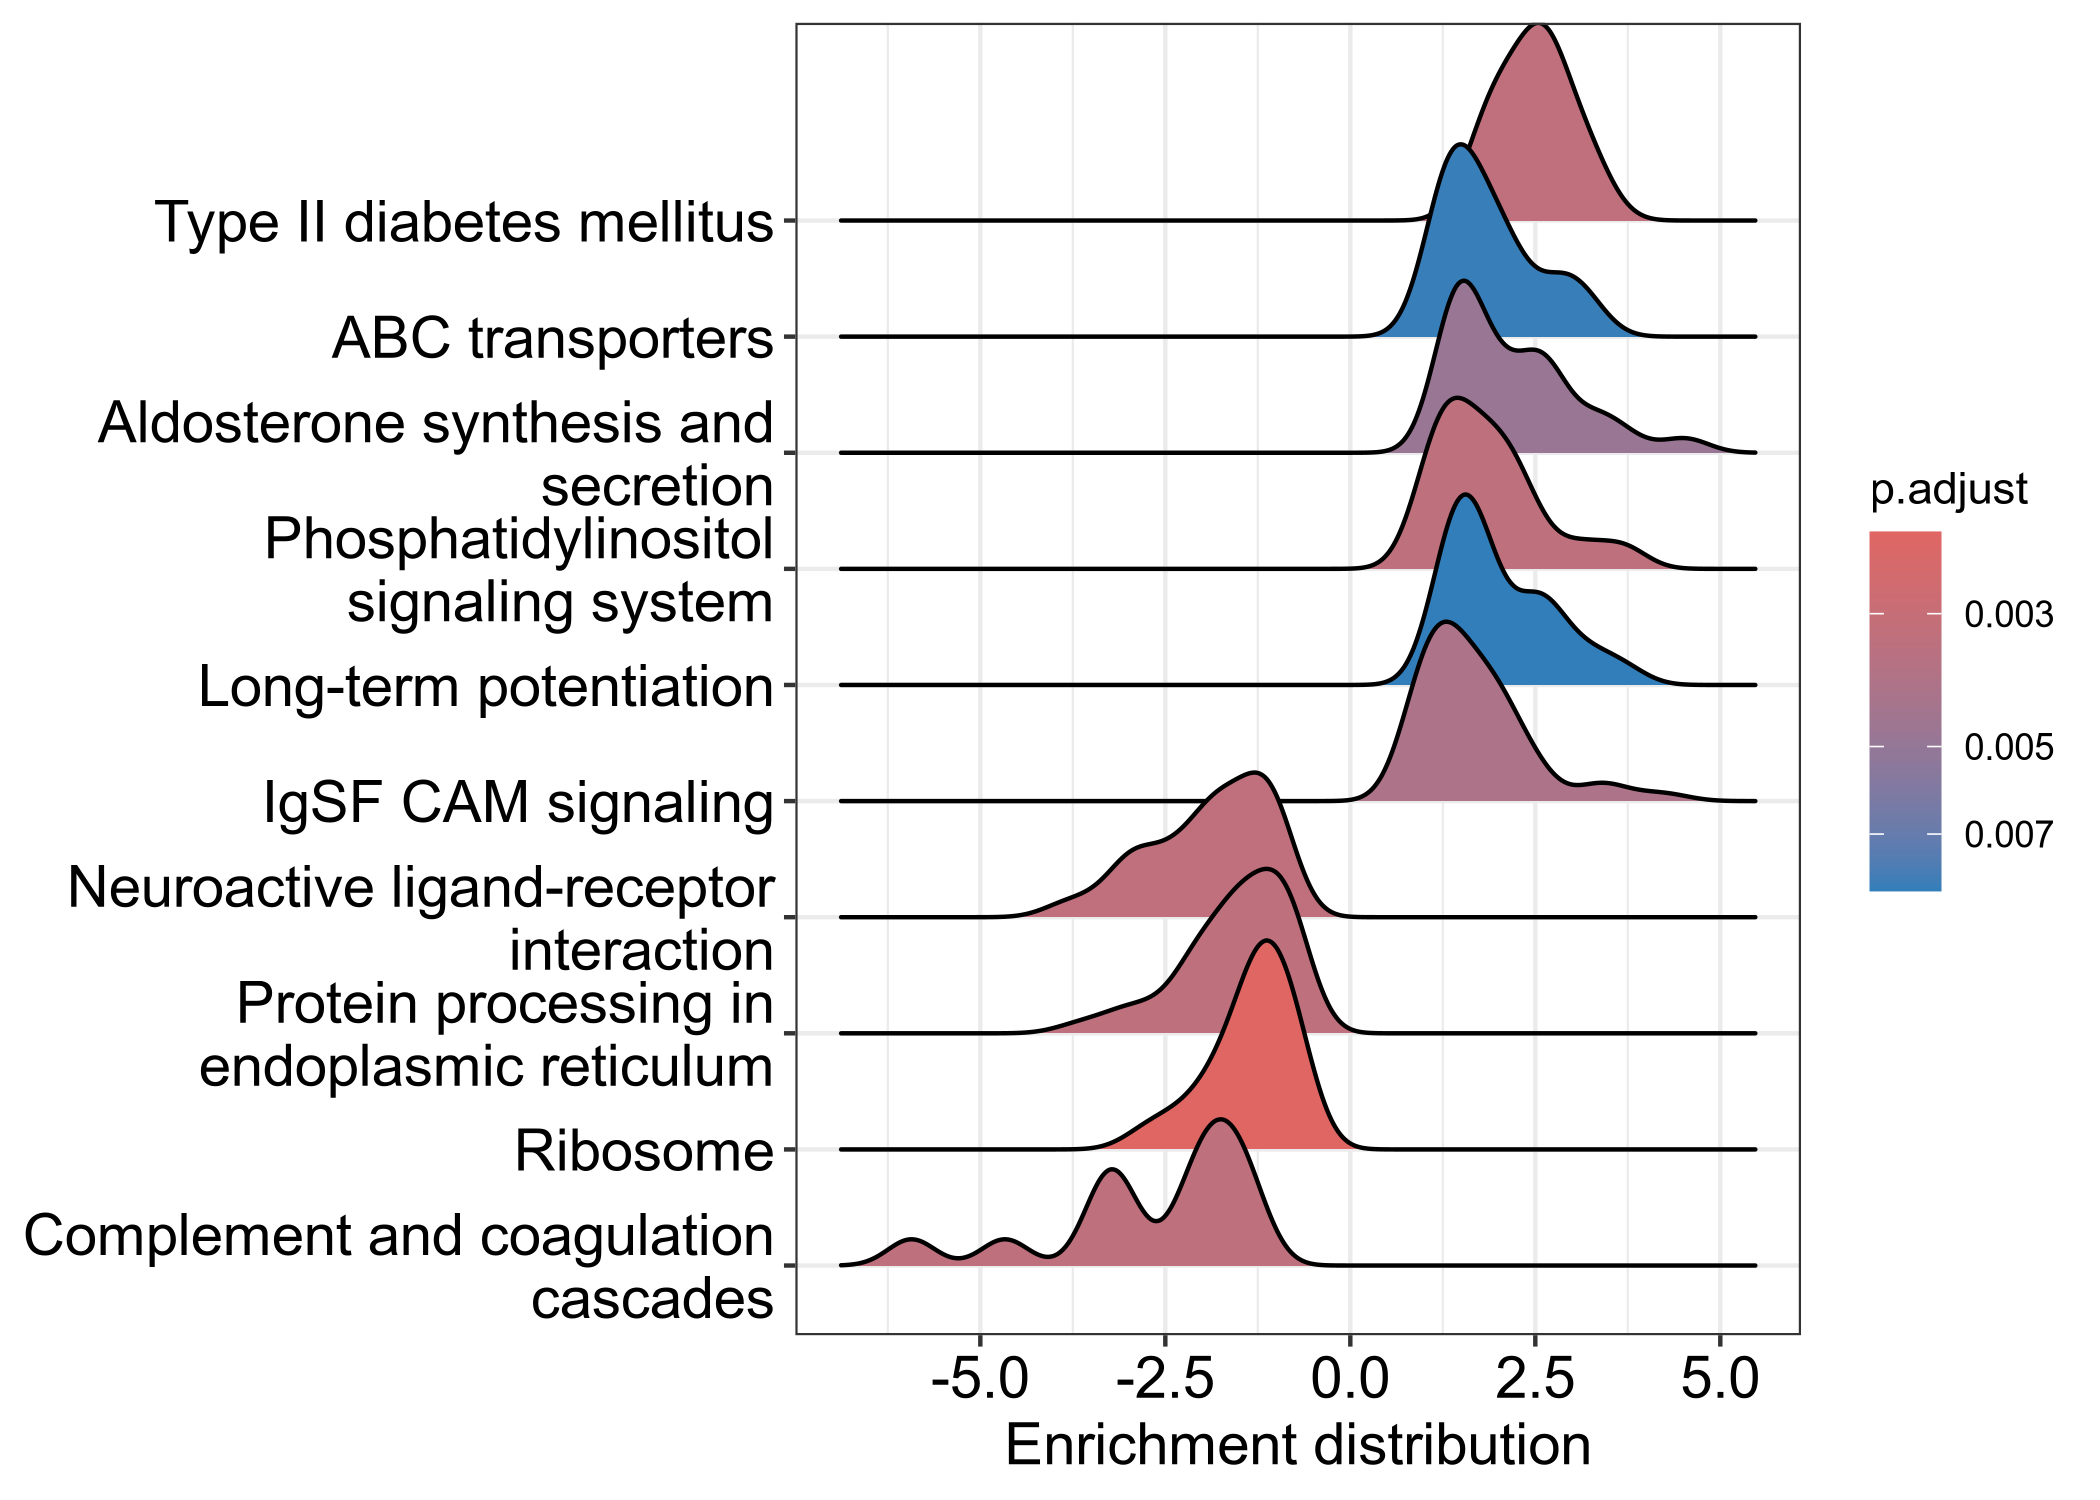 Type II diabetes mellitus
ABC transporters
Aldosterone synthesis and
secretion
Phosphatidylinositol
signaling system
Long-term potentiation
IgSF CAM signaling
Neuroactive ligand-receptor
interaction
Protein processing in
endoplasmic reticulum
Ribosome
Complement and coagulation
cascades
-5.0 -2.5 0.0 2.5 5.0
Enrichment distribution
p.adjust
0.003
0.005
0.007